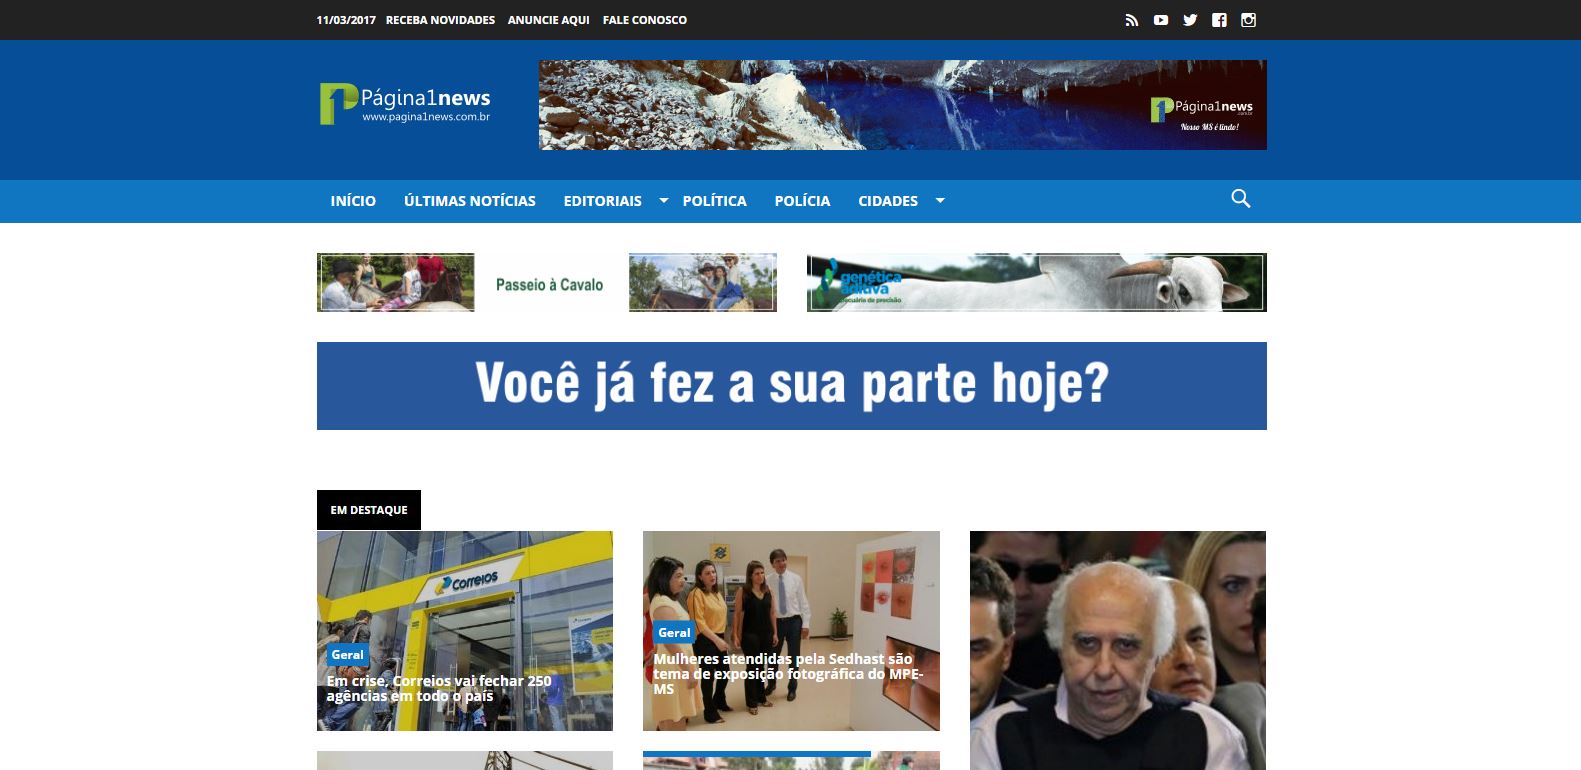 11/03/2017 RECEBA NOVIDADES ANUNCIE AQUI FALE CONOSCO
Página1news
www.pagina1news.com.br
Página1news
.com.br
Nosso MS é lindo!
INÍCIO ÚLTIMAS NOTÍCIAS EDITORIAIS POLÍTICA POLÍCIA CIDADES
Passeio à Cavalo
genética
aditiva
pecuária de precisão
Você já fez a sua parte hoje?
EM DESTAQUE
Correios
Geral
Em crise, Correios vai fechar 250
agências em todo o país
Geral
Mulheres atendidas pela Sedhast são
tema de exposição fotográfica do MPE-
MS